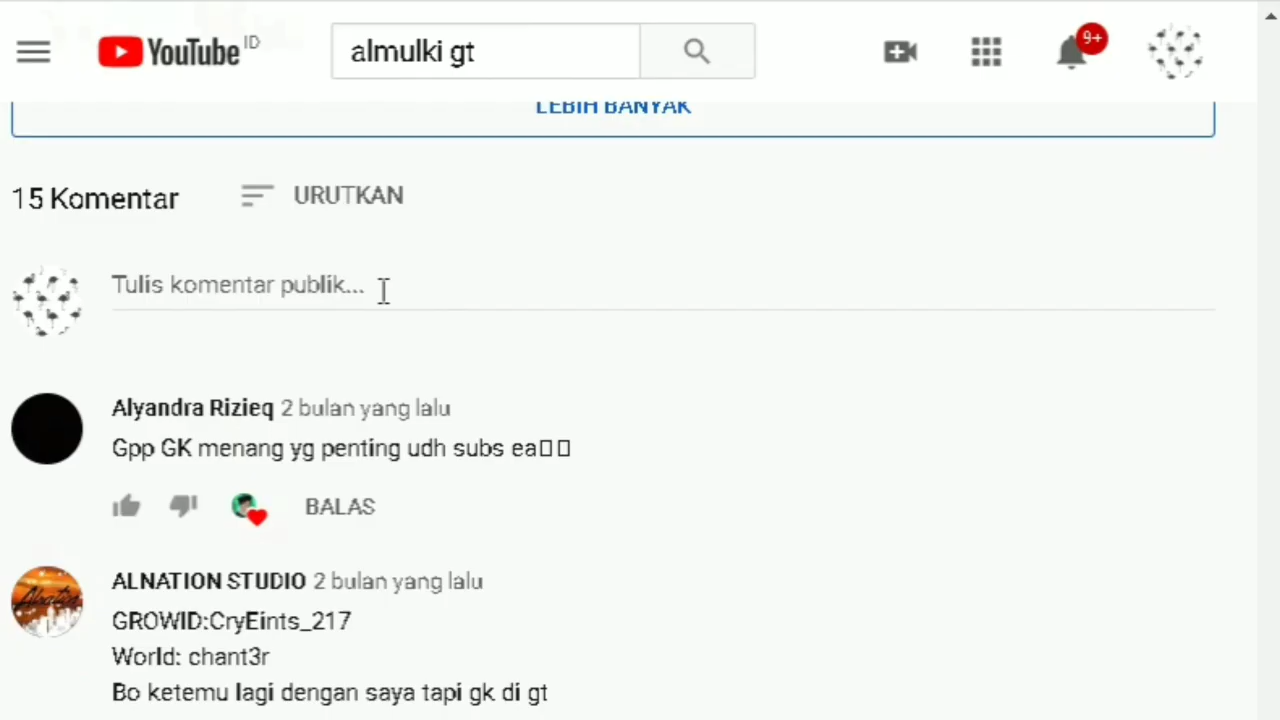 YouTube ID
almulki gt
9+
LEBIH BANYAK
15 Komentar
URUTKAN
Tulis komentar publik...
Alyandra Rizieq 2 bulan yang lalu
Gpp GK menang yg penting udh subs ea▯▯
BALAS
ALNATION STUDIO 2 bulan yang lalu
GROWID:CryEints_217
World: chant3r
Bo ketemu lagi dengan saya tapi gk di gt